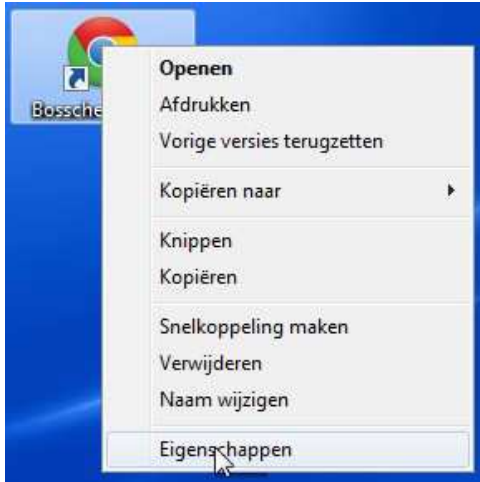 Bossche
Openen
Afdrukken
Vorige versies terugzetten
Kopiëren naar
Knippen
Kopiëren
Snelkoppeling maken
Verwijderen
Naam wijzigen
Eigenschappen